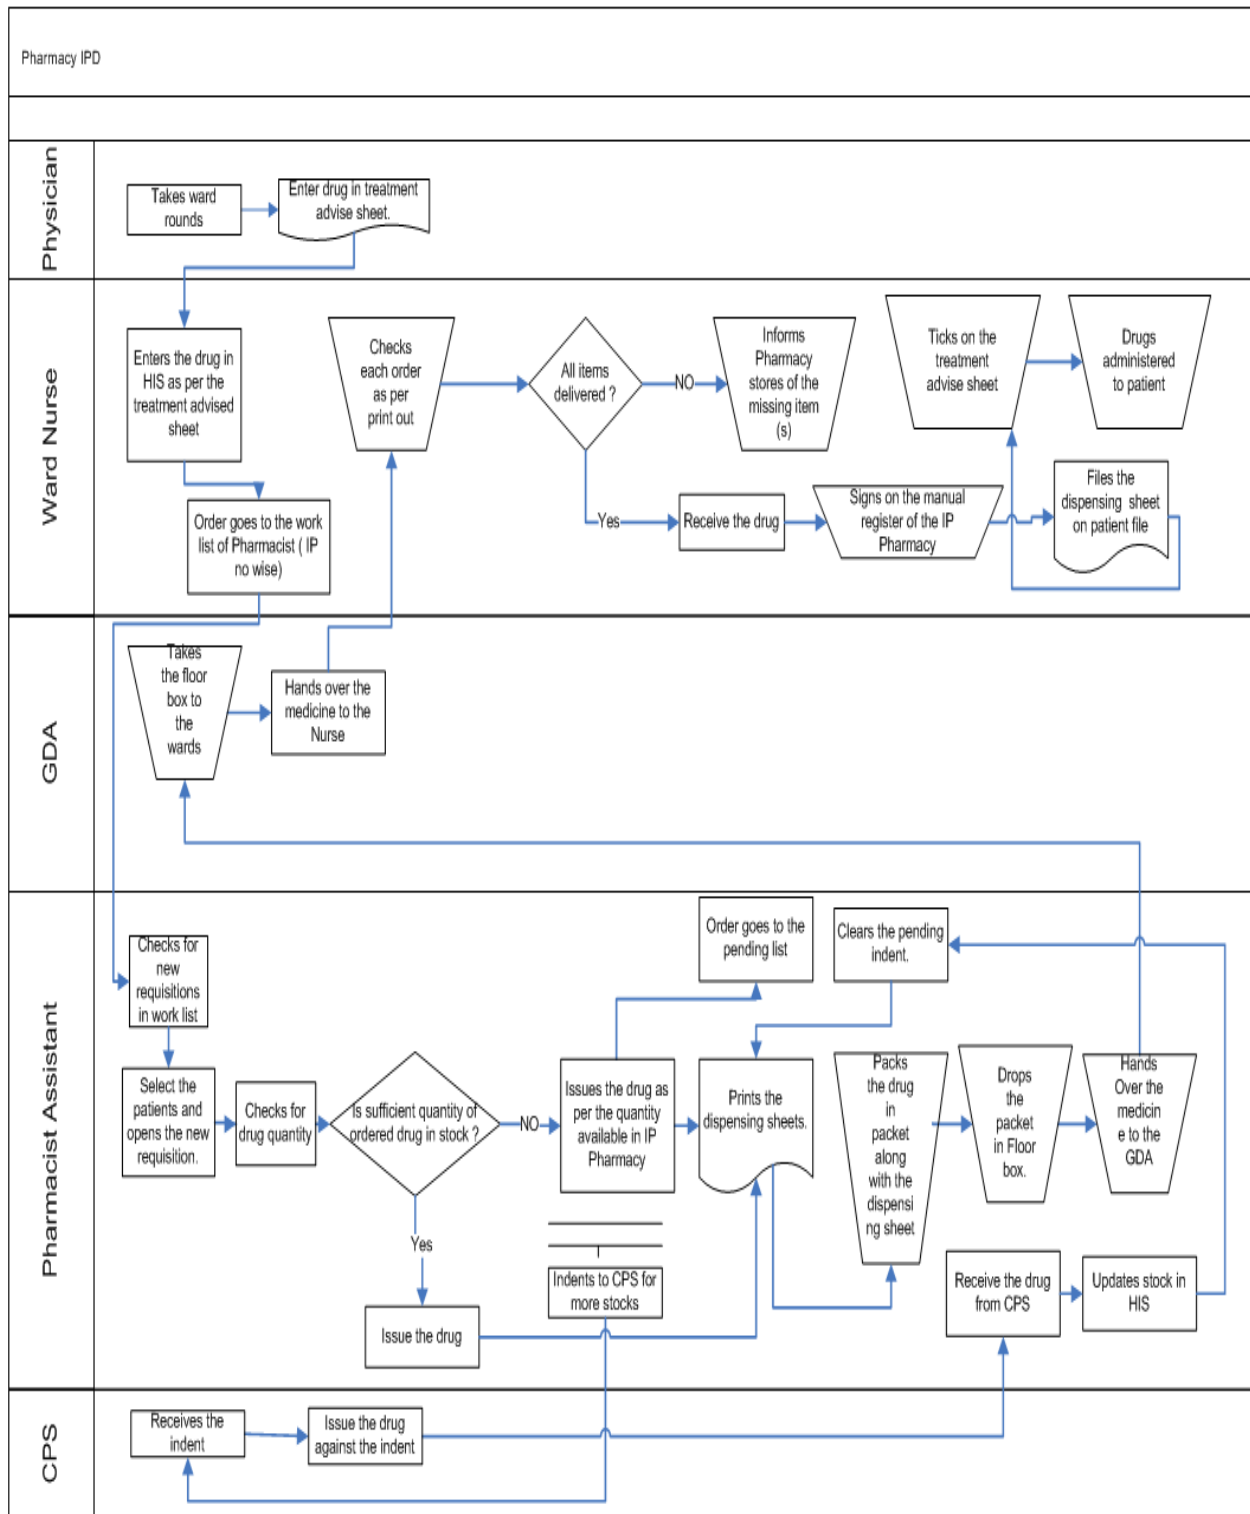 Pharmacy IPD
Physician
Takes ward
rounds
Enter drug in treatment
advise sheet.
Ward Nurse
Enters the drug in
HIS as per the
treatment advised
sheet
Order goes to the work
list of Pharmacist ( IP
no wise)
Checks
each order
as per
print out
All items
delivered ?
NO
Informs
Pharmacy
stores of the
missing item
(s)
Yes
Receive the drug
Signs on the manual
register of the IP
Pharmacy
Files the
dispensing sheet
on patient file
Ticks on the
treatment
advise sheet
Drugs
administered
to patient
GDA
Takes
the floor
box to
the
wards
Hands over the
medicine to the
Nurse
Pharmacist Assistant
Checks for
new
requisitions
in work list
Select the
patients and
opens the new
requisition.
Checks for
drug quantity
Is sufficient quantity of
ordered drug in stock ?
NO
Yes
Issue the drug
Issues the drug as
per the quantity
available in IP
Pharmacy
Order goes to the
pending list
Indents to CPS for
more stocks
Prints the
dispensing sheets.
Clears the pending
indent.
Packs
the drug
in
packet
along
with the
dispensi
ng sheet
Drops
the
packet
in Floor
box.
Hands
Over the
medicin
e to the
GDA
Receive the drug
from CPS
Updates stock in
HIS
CPS
Receives the
indent
Issue the drug
against the indent